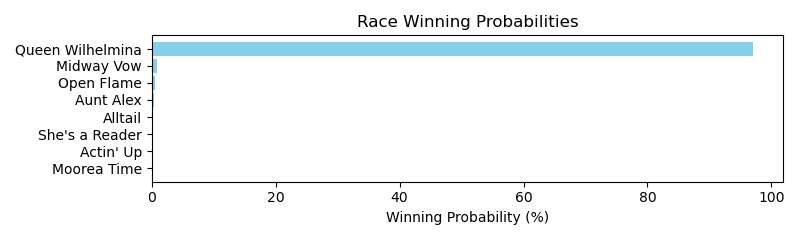 Race Winning Probabilities
Queen Wilhelmina
Midway Vow
Open Flame
Aunt Alex
Alltail
She's a Reader
Actin' Up
Moorea Time
0 20 40 60 80 100
Winning Probability (%)